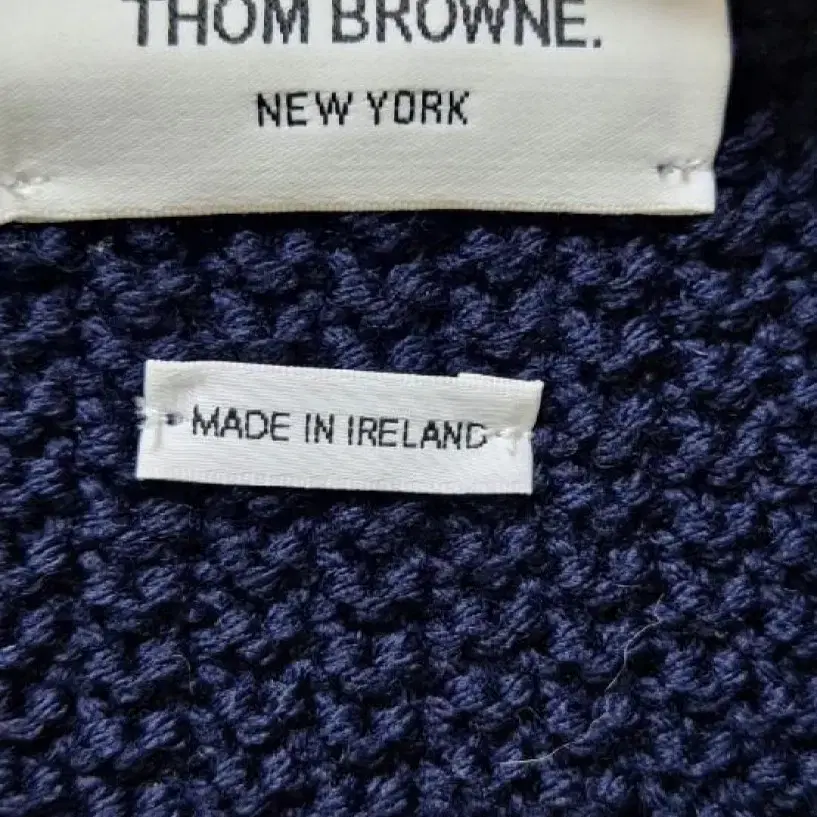 THOM BROWNE.
NEW YORK
MADE IN IRELAND